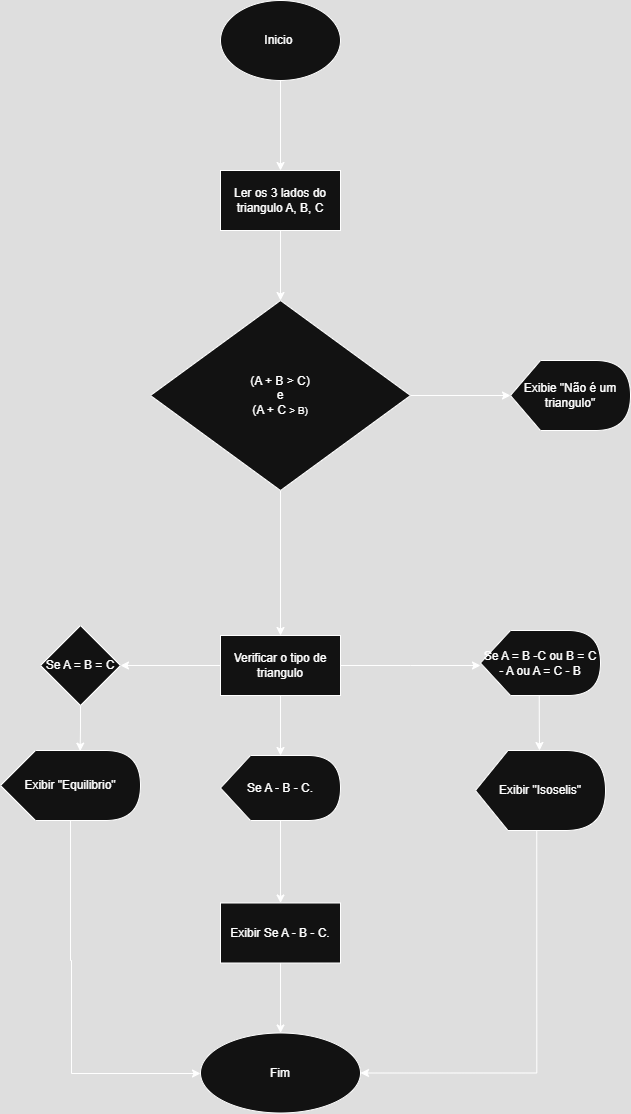 Inicio
Ler os 3 lados do
triangulo A, B, C
(A + B > C)
e
(A + C > B)
Exibie "Não é um
triangulo"
Se A = B = C
Verificar o tipo de
triangulo
Se A = B -C ou B = C
- A ou A = C - B
Exibir "Equilibrio"
Se A - B - C.
Exibir "Isoselis"
Exibir Se A - B - C.
Fim